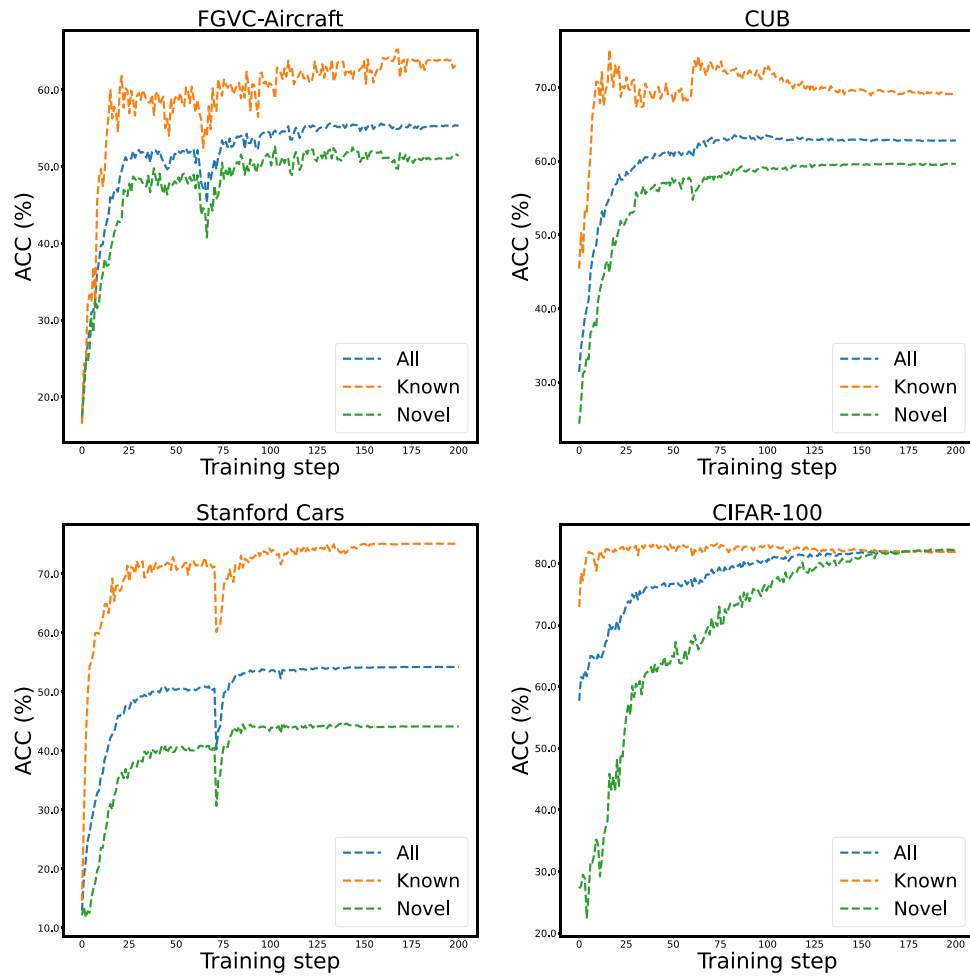 FGVC-Aircraft
ACC (%)
60.0
50.0
40.0
30.0
20.0
All
Known
Novel
0 25 50 75 100 125 150 175 200
Training step
CUB
ACC (%)
70.0
60.0
50.0
40.0
30.0
All
Known
Novel
0 25 50 75 100 125 150 175 200
Training step
Stanford Cars
ACC (%)
70.0
60.0
50.0
40.0
30.0
20.0
10.0
All
Known
Novel
0 25 50 75 100 125 150 175 200
Training step
CIFAR-100
ACC (%)
80.0
70.0
60.0
50.0
40.0
30.0
20.0
All
Known
Novel
0 25 50 75 100 125 150 175 200
Training step